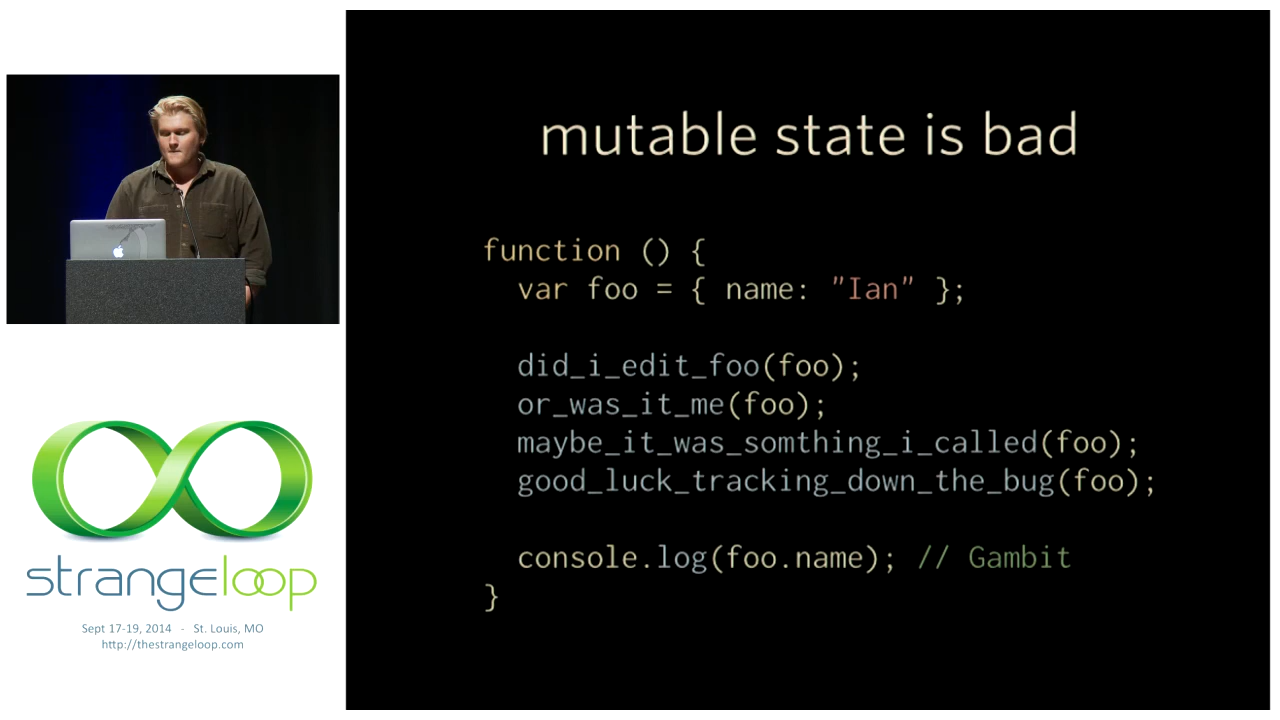 mutable state is bad
function () {
var foo = { name: "Ian" };
did_i_edit_foo(foo);
or_was_it_me(foo);
maybe_it_was_somthing_i_called(foo);
good_luck_tracking_down_the_bug(foo);
console.log(foo.name); // Gambit
}
strangeloop
Sept 17-19, 2014 - St. Louis, MO
http://thestrangeloop.com